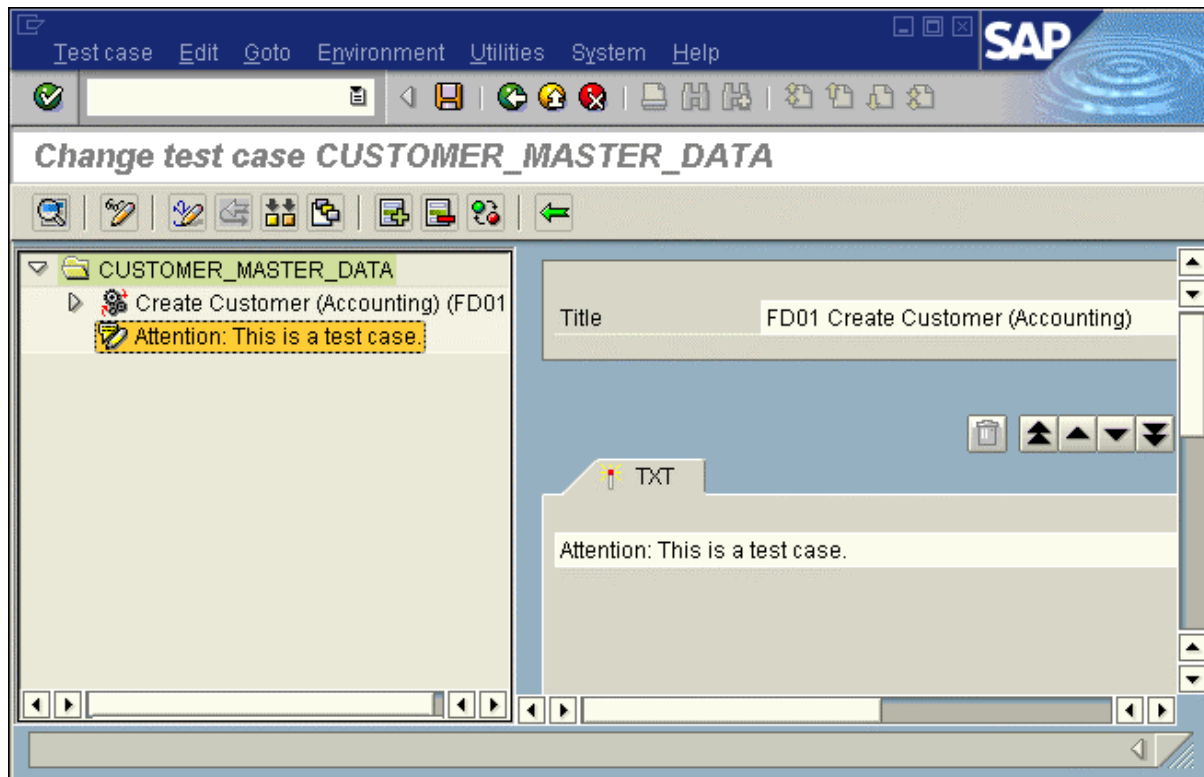 Test case Edit Goto Environment Utilities System Help
SAP
Change test case CUSTOMER_MASTER_DATA
CUSTOMER_MASTER_DATA
Create Customer (Accounting) (FD01
Attention: This is a test case.
Title FD01 Create Customer (Accounting)
TXT
Attention: This is a test case.